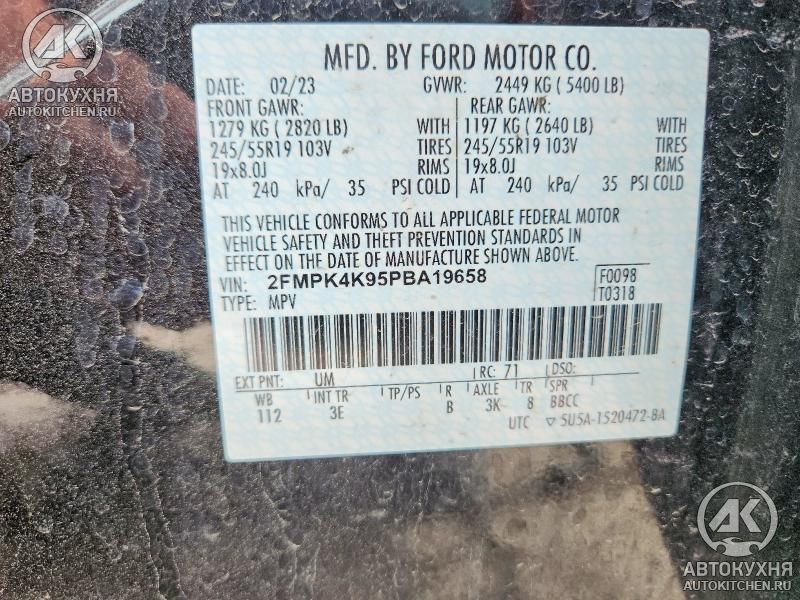 AK
АВТОКУХНЯ
AUTOKITCHEN.RU
MFD. BY FORD MOTOR CO.
DATE: 02/23 GVWR: 2449 KG ( 5400 LB)
FRONT GAWR: REAR GAWR:
1279 KG ( 2820 LB) WITH 1197 KG ( 2640 LB) WITH
245/55R19 103V TIRES 245/55R19 103V TIRES
19x8.0J RIMS 19x8.0J RIMS
AT 240 kPa/ 35 PSI COLD AT 240 kPa/ 35 PSI COLD
THIS VEHICLE CONFORMS TO ALL APPLICABLE FEDERAL MOTOR
VEHICLE SAFETY AND THEFT PREVENTION STANDARDS IN
EFFECT ON THE DATE OF MANUFACTURE SHOWN ABOVE.
VIN: 2FMPK4K95PBA19658 F0098
TYPE: MPV T0318
EXT PNT: UM RC: 71 DSO:
WB INT TR TP/PS R AXLE TR SPR
112 3E B 3K 8 BBCC
UTC ▽ 5U5A-1520472-BA
AK
АВТОКУХНЯ
AUTOKITCHEN.RU